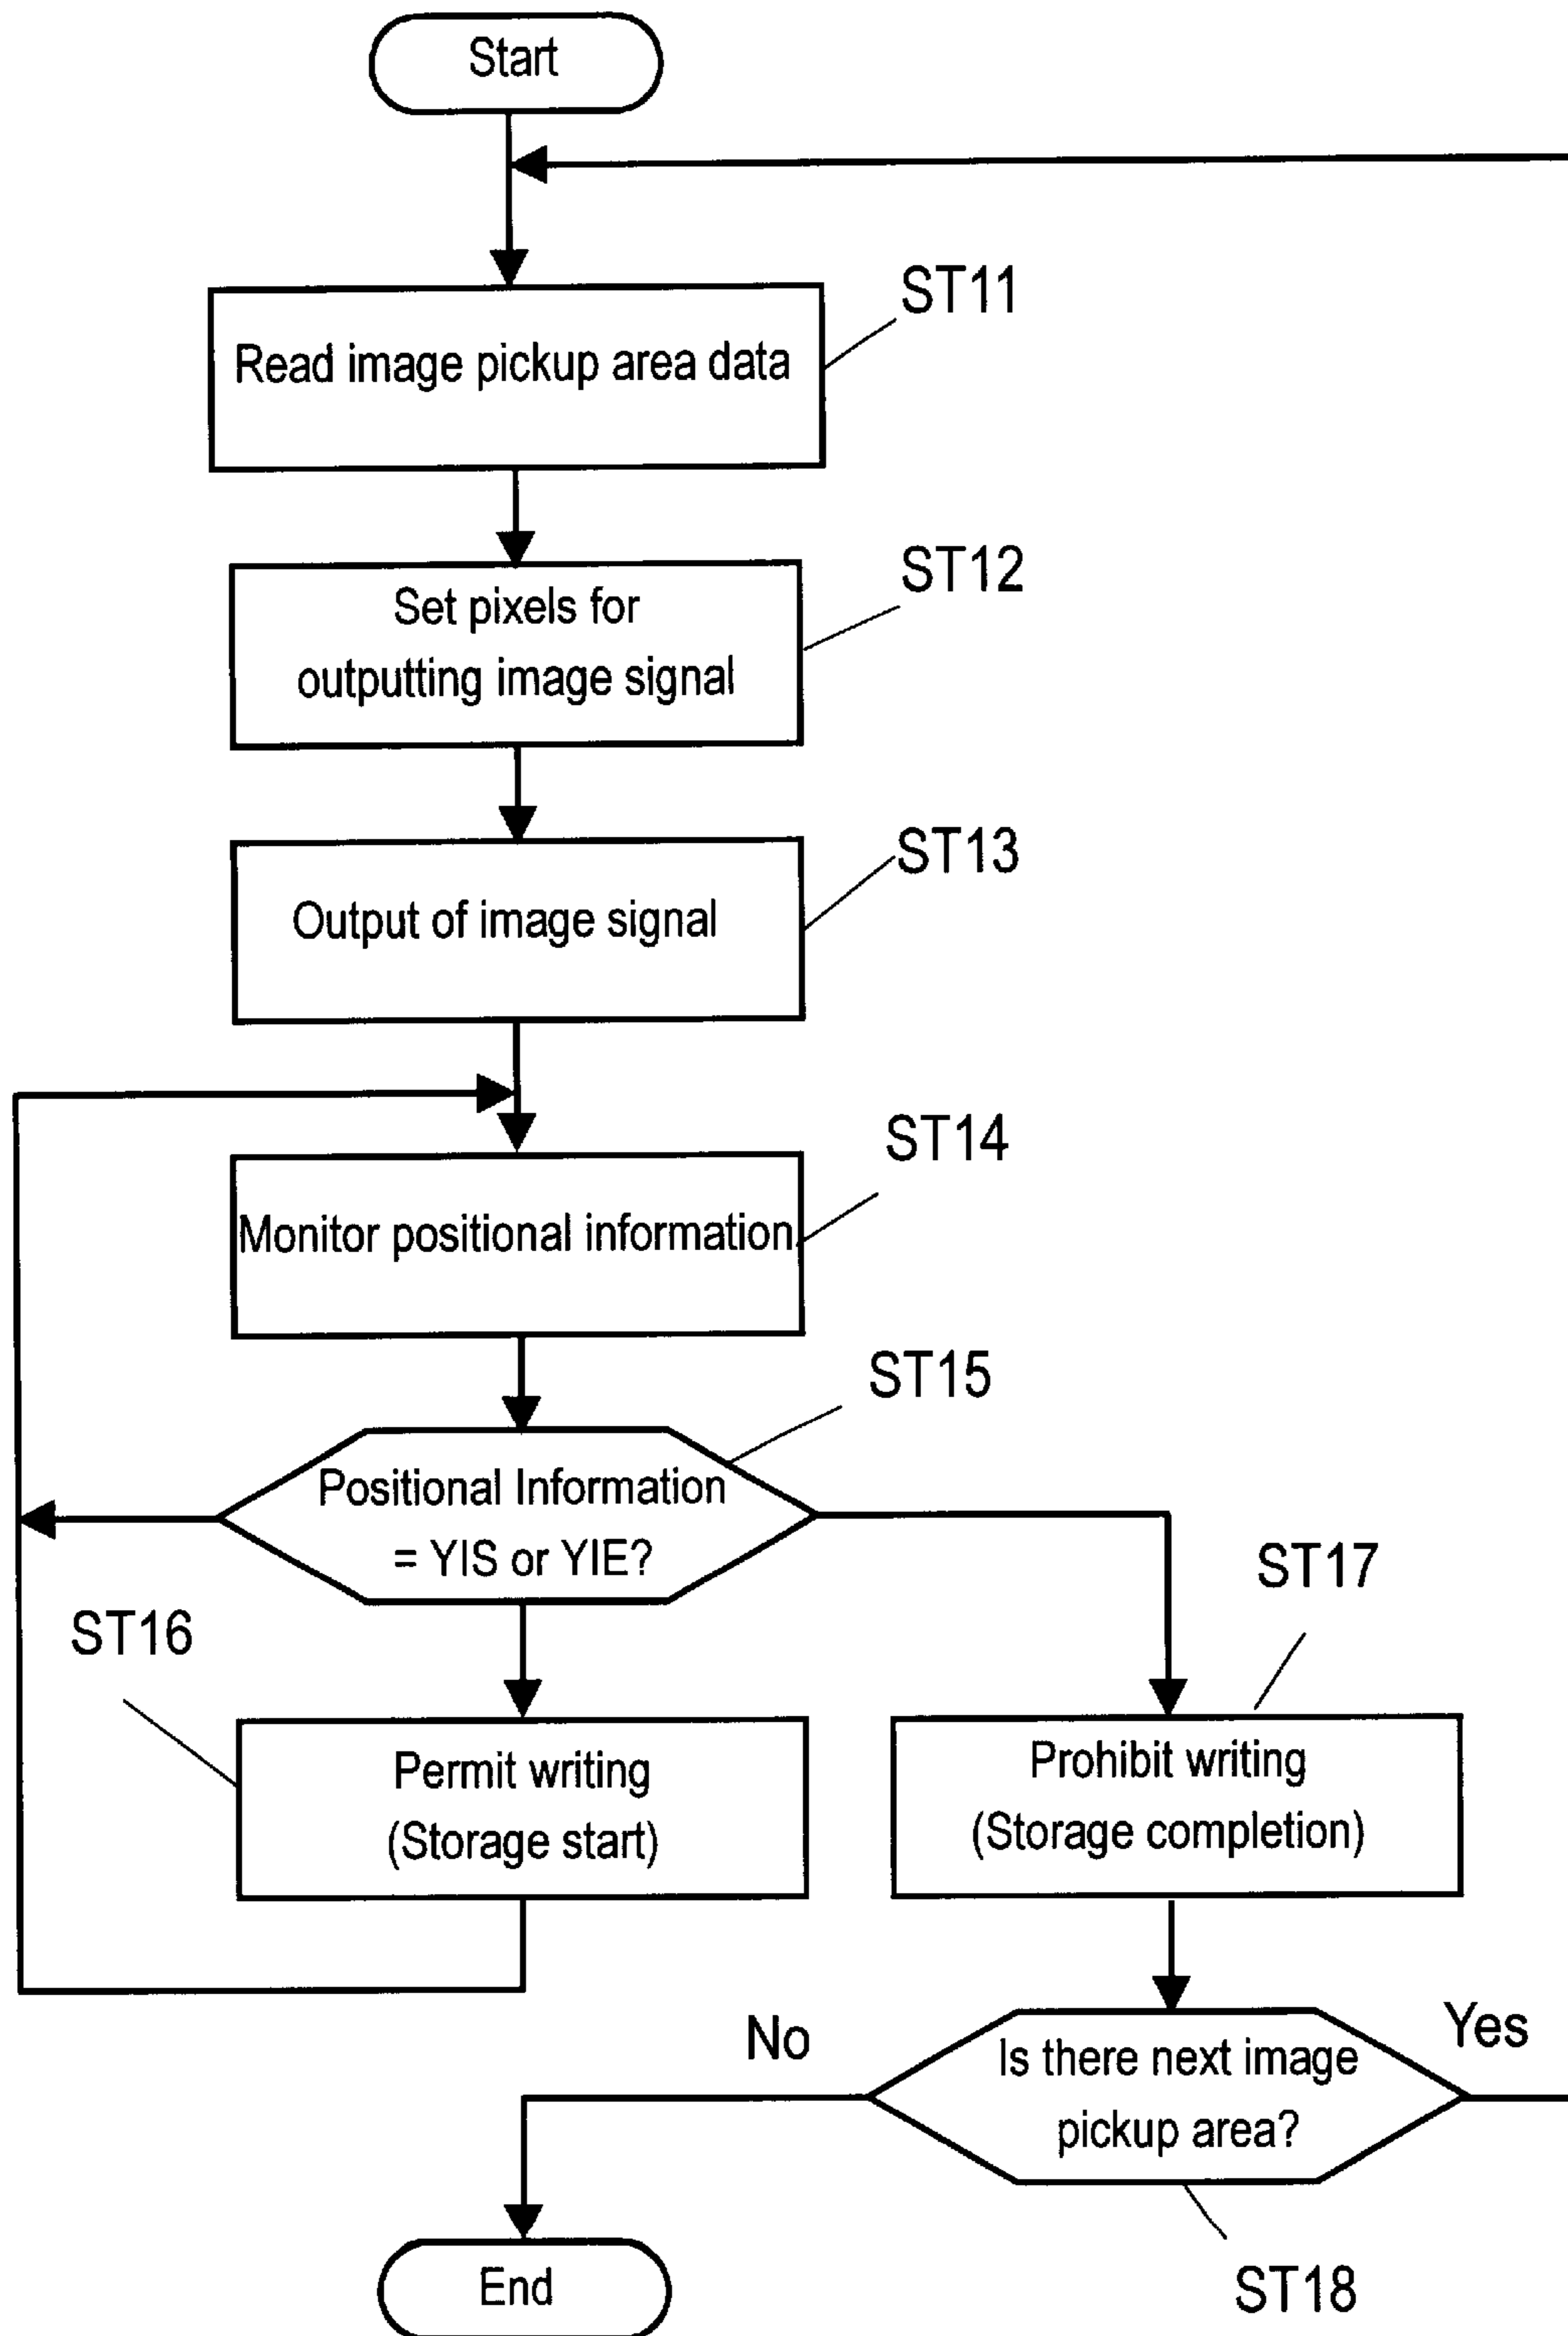 Start
ST11
Read image pickup area data
ST12
Set pixels for
outputting image signal
ST13
Output of image signal
ST14
Monitor positional information
ST15
Positional Information
= YIS or YIE?
ST17
ST16
Permit writing
(Storage start)
Prohibit writing
(Storage completion)
No
Yes
Is there next image
pickup area?
End
ST18